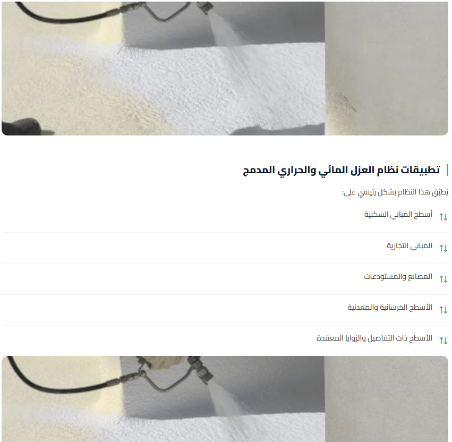 تطبيقات نظام العزل المائي والحراري المدمج
يُطبّق هذا النظام بشكل رئيسي على:
أسطح المباني السكنية
المباني التجارية
المصانع والمستودعات
الأسطح الخرسانية والمعدنية
الأسطح ذات التفاصيل والزوايا المعقدة